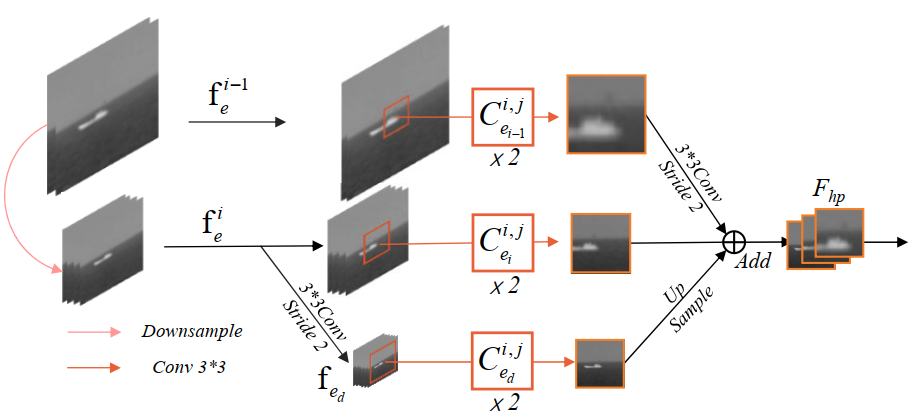 f_e^{i-1}
C_{e_{i-1}}^{i,j}
x 2
3*3Conv
Stride 2
F_{hp}
f_e^i
C_{e_i}^{i,j}
x 2
Add
3*3Conv
Stride 2
Up
Sample
Downsample
Conv 3*3
f_{e_d}
C_{e_d}^{i,j}
x 2